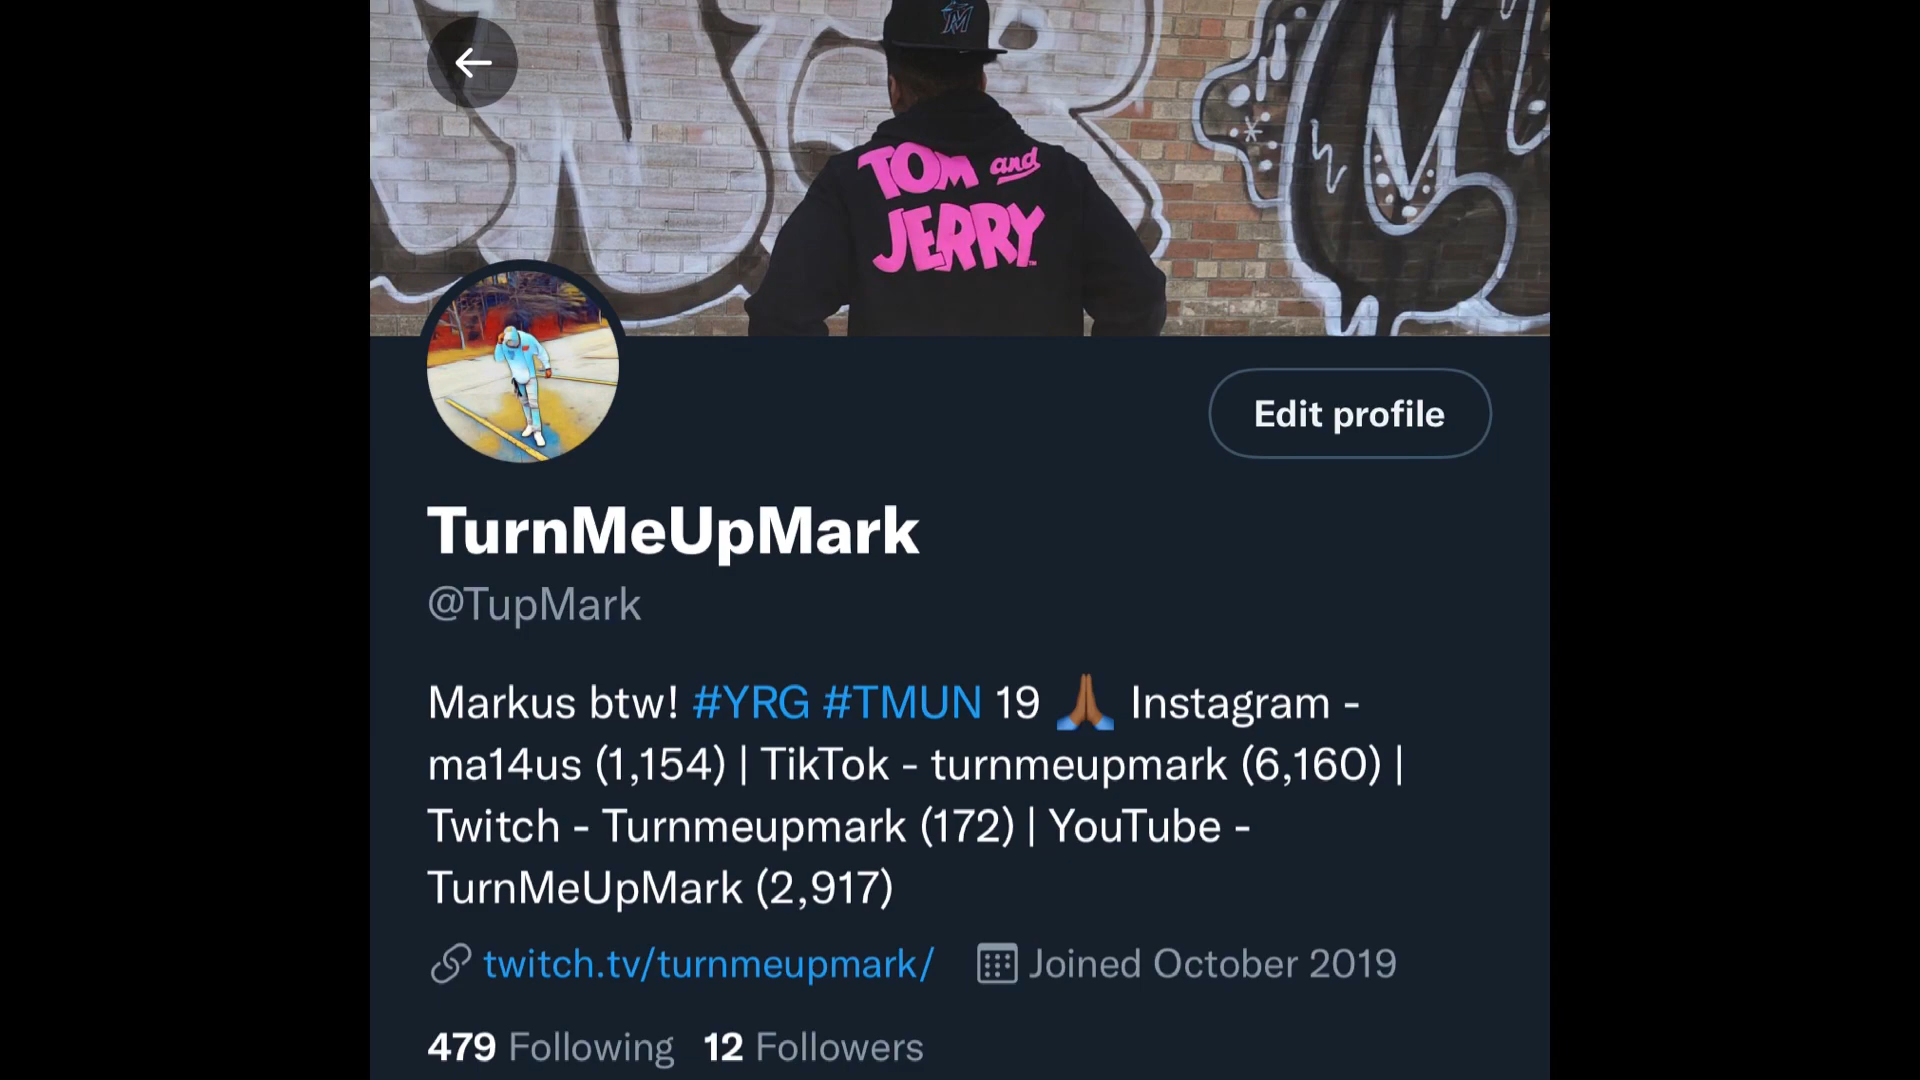 TOM and
JERRY™
Edit profile
TurnMeUpMark
@TupMark
Markus btw! #YRG #TMUN 19 🙏🏾 Instagram -
ma14us (1,154) | TikTok - turnmeupmark (6,160) |
Twitch - Turnmeupmark (172) | YouTube -
TurnMeUpMark (2,917)
twitch.tv/turnmeupmark/ Joined October 2019
479 Following 12 Followers